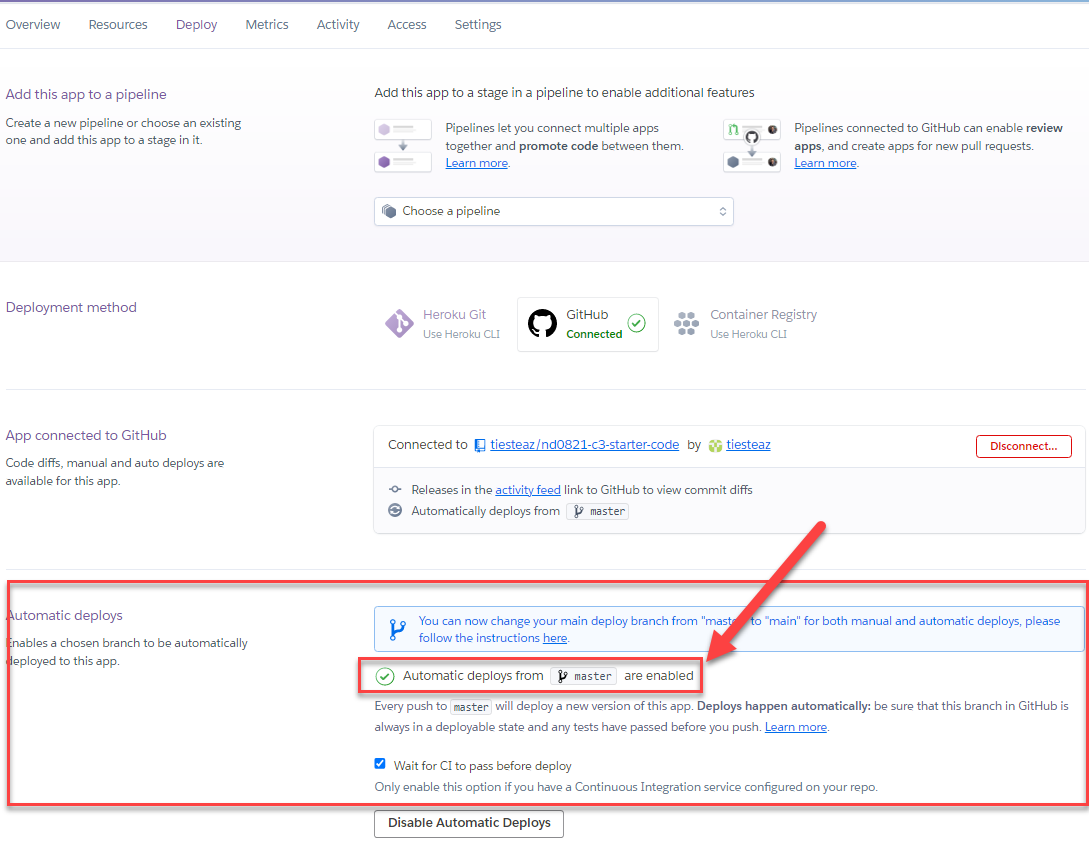 Overview Resources Deploy Metrics Activity Access Settings
Add this app to a pipeline
Create a new pipeline or choose an existing
one and add this app to a stage in it.
Add this app to a stage in a pipeline to enable additional features
Pipelines let you connect multiple apps
together and promote code between them.
Learn more.
Pipelines connected to GitHub can enable review
apps, and create apps for new pull requests.
Learn more.
Choose a pipeline
Deployment method
Heroku Git
Use Heroku CLI
GitHub
Connected
Container Registry
Use Heroku CLI
App connected to GitHub
Code diffs, manual and auto deploys are
available for this app.
Connected to tiesteaz/nd0821-c3-starter-code by tiesteaz
Disconnect...
Releases in the activity feed link to GitHub to view commit diffs
Automatically deploys from master
Automatic deploys
Enables a chosen branch to be automatically
deployed to this app.
You can now change your main deploy branch from "master" to "main" for both manual and automatic deploys, please
follow the instructions here.
Automatic deploys from master are enabled
Every push to master will deploy a new version of this app. Deploys happen automatically: be sure that this branch in GitHub is
always in a deployable state and any tests have passed before you push. Learn more.
Wait for CI to pass before deploy
Only enable this option if you have a Continuous Integration service configured on your repo.
Disable Automatic Deploys